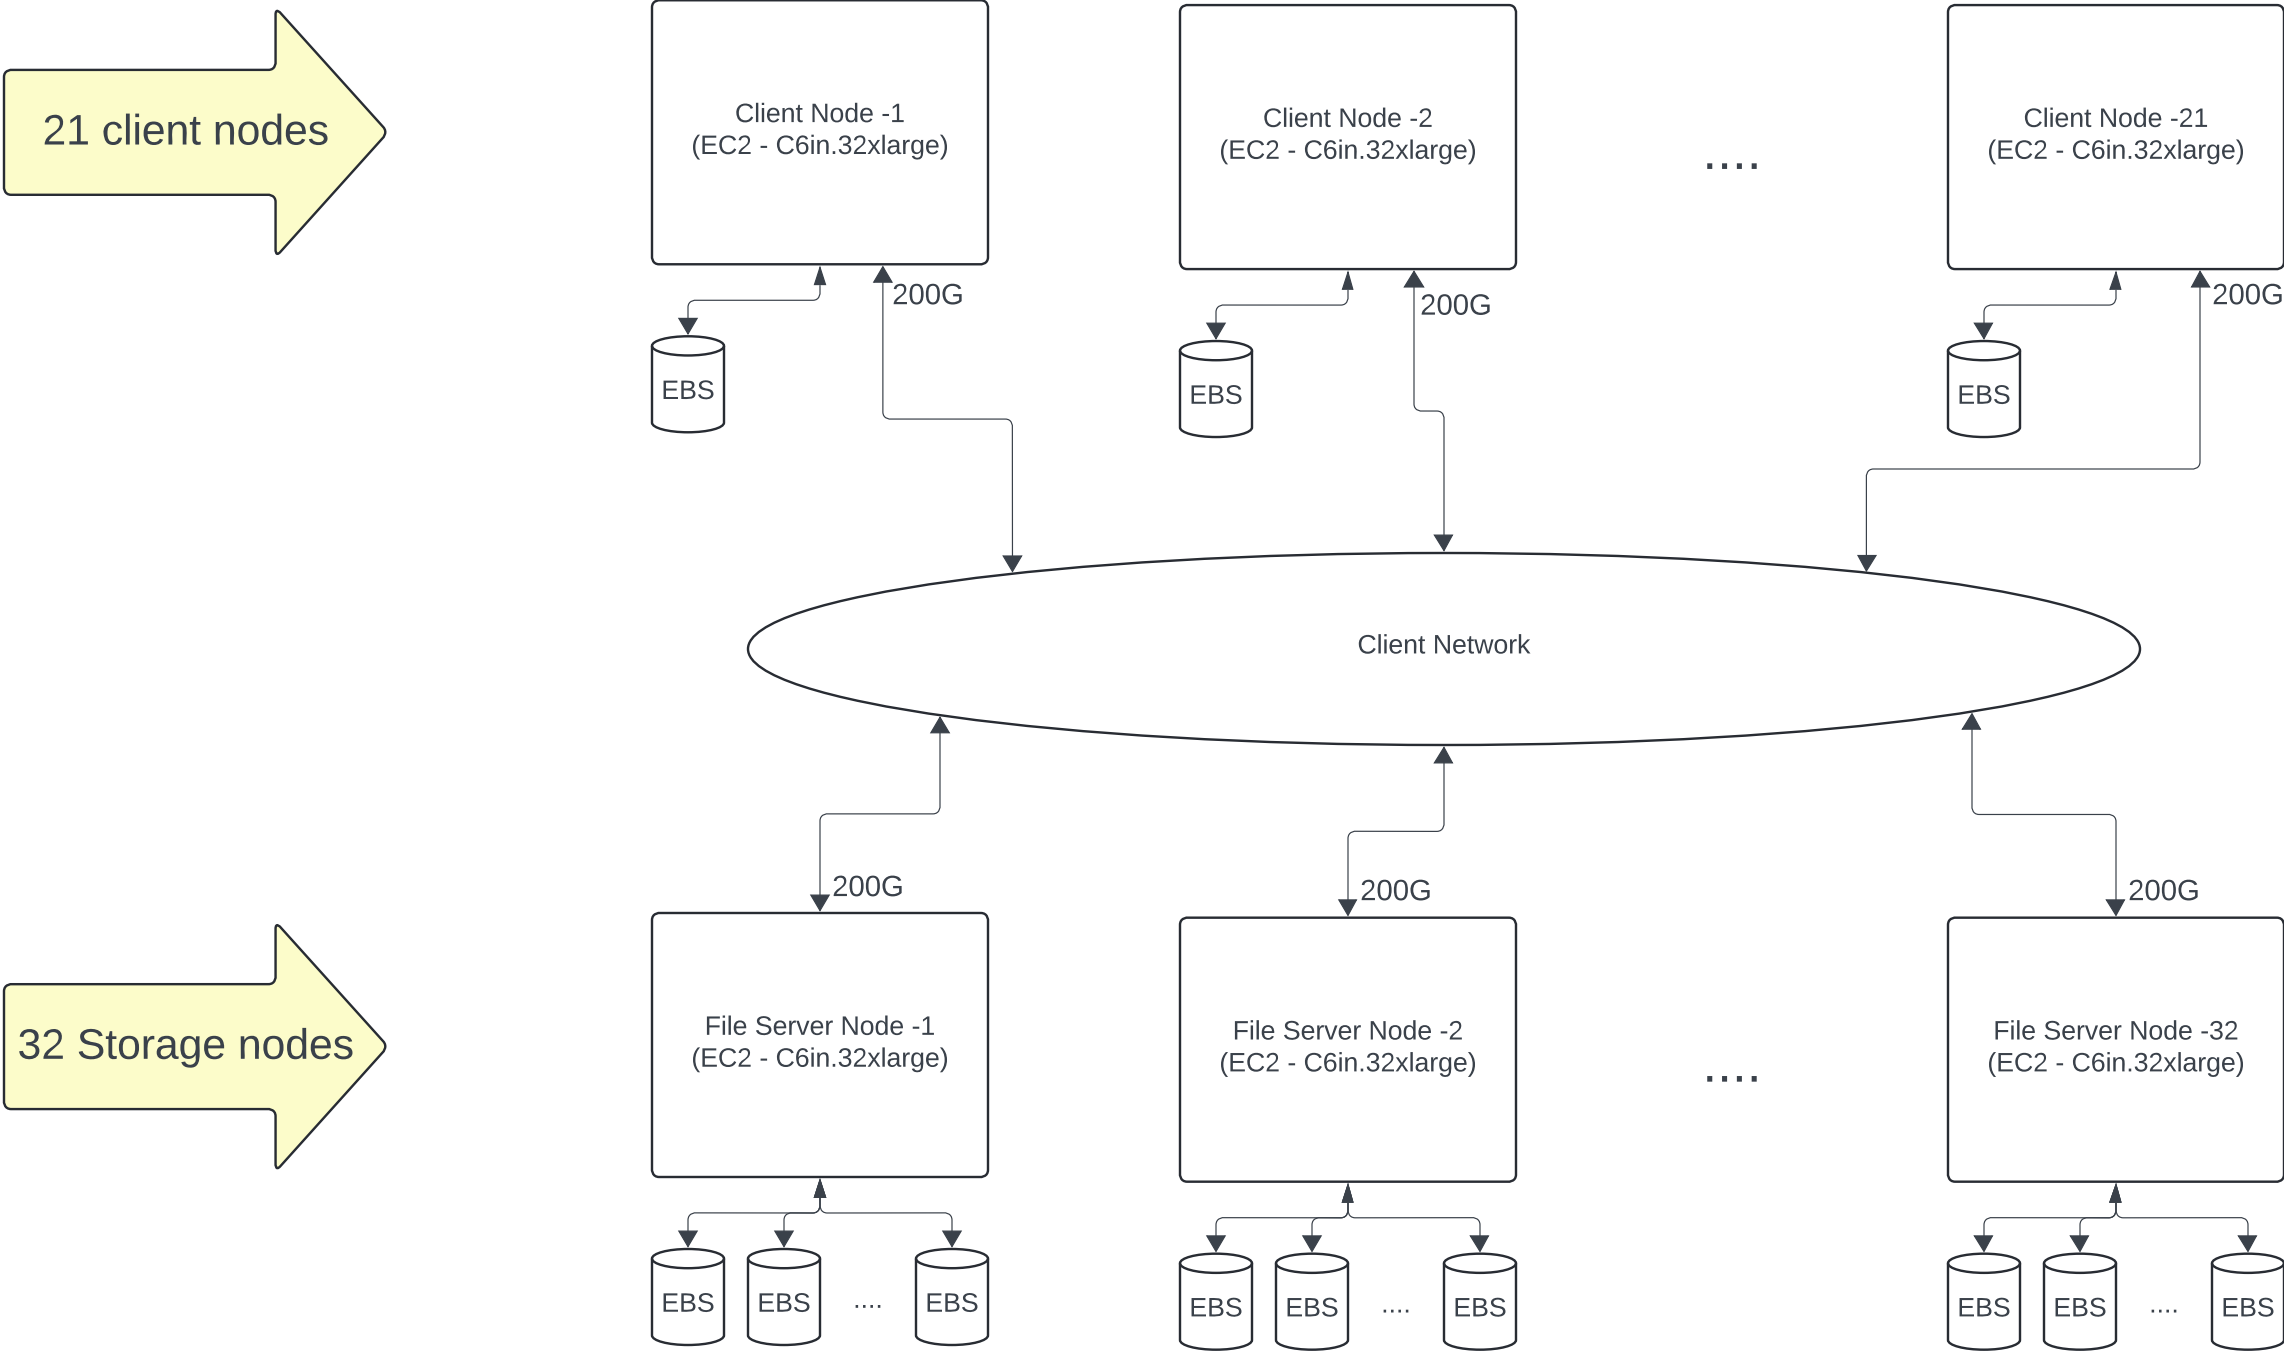 21 client nodes
Client Node -1
(EC2 - C6in.32xlarge)
Client Node -2
(EC2 - C6in.32xlarge)
....
Client Node -21
(EC2 - C6in.32xlarge)
200G
200G
200G
EBS
EBS
EBS
Client Network
200G
200G
200G
32 Storage nodes
File Server Node -1
(EC2 - C6in.32xlarge)
File Server Node -2
(EC2 - C6in.32xlarge)
....
File Server Node -32
(EC2 - C6in.32xlarge)
EBS
EBS
....
EBS
EBS
EBS
....
EBS
EBS
EBS
....
EBS